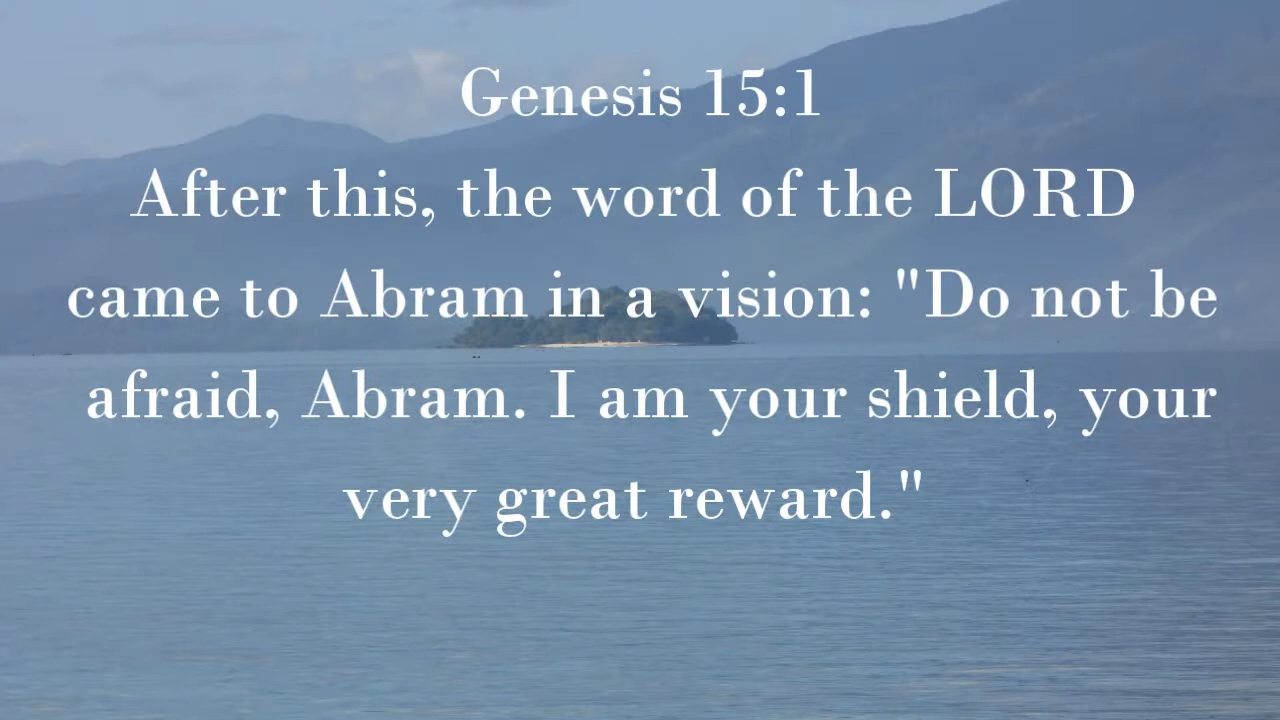 Genesis 15:1
After this, the word of the LORD
came to Abram in a vision: "Do not be
afraid, Abram. I am your shield, your
very great reward."